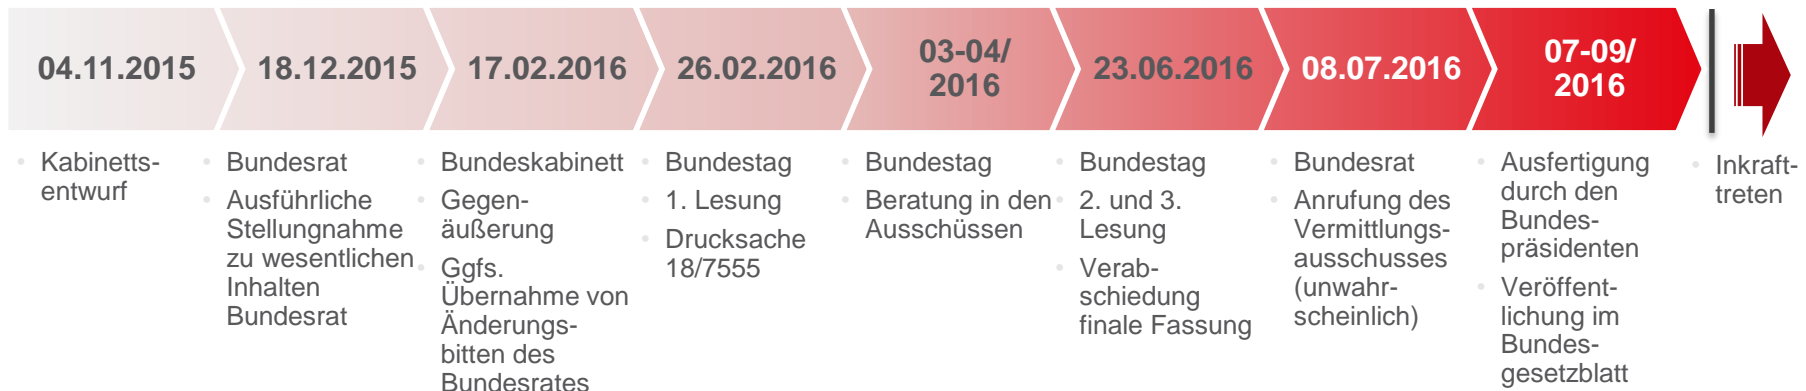 04.11.2015
18.12.2015
17.02.2016
26.02.2016
03-04/
2016
23.06.2016
08.07.2016
07-09/
2016
• Kabinetts-
entwurf
• Bundesrat
• Ausführliche
Stellungnahme
zu wesentlichen
Inhalten
Bundesrat
• Bundeskabinett
• Gegen-
äußerung
• Ggfs.
Übernahme von
Änderungs-
bitten des
Bundesrates
• Bundestag
• 1. Lesung
• Drucksache
18/7555
• Bundestag
• Beratung in den
Ausschüssen
• Bundestag
• 2. und 3.
Lesung
• Verab-
schiedung
finale Fassung
• Bundesrat
• Anrufung des
Vermittlungs-
ausschusses
(unwahr-
scheinlich)
• Ausfertigung
durch den
Bundes-
präsidenten
• Veröffent-
lichung im
Bundes-
gesetzblatt
• Inkraft-
treten